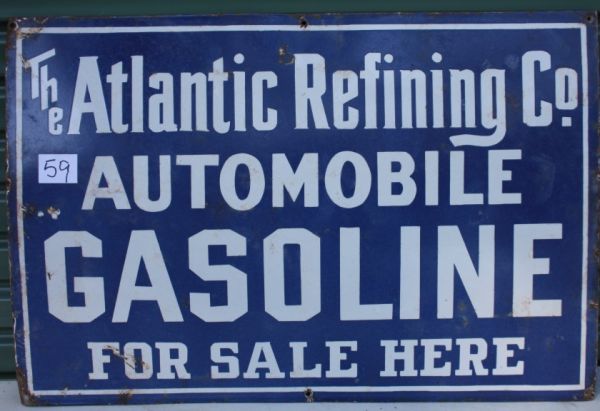 The Atlantic Refining Co.
59
AUTOMOBILE
GASOLINE
FOR SALE HERE